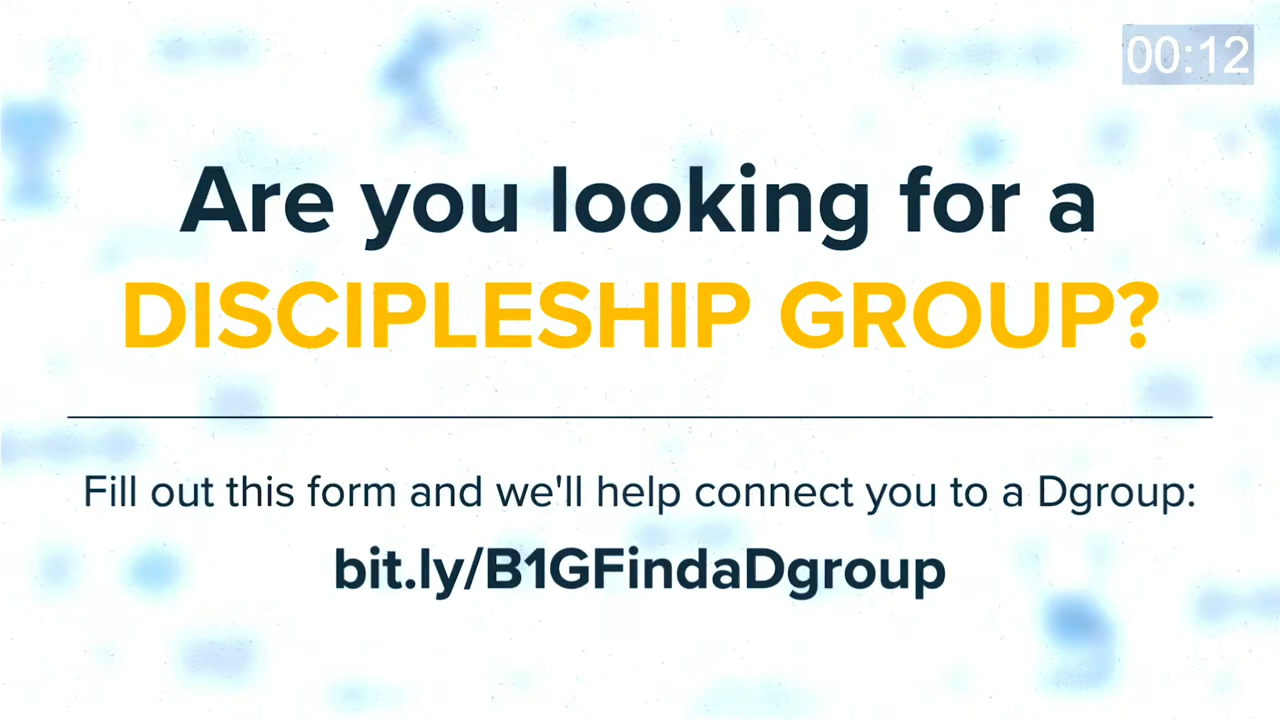 00:12
Are you looking for a
DISCIPLESHIP GROUP?
Fill out this form and we'll help connect you to a Dgroup:
bit.ly/B1GFindaDgroup